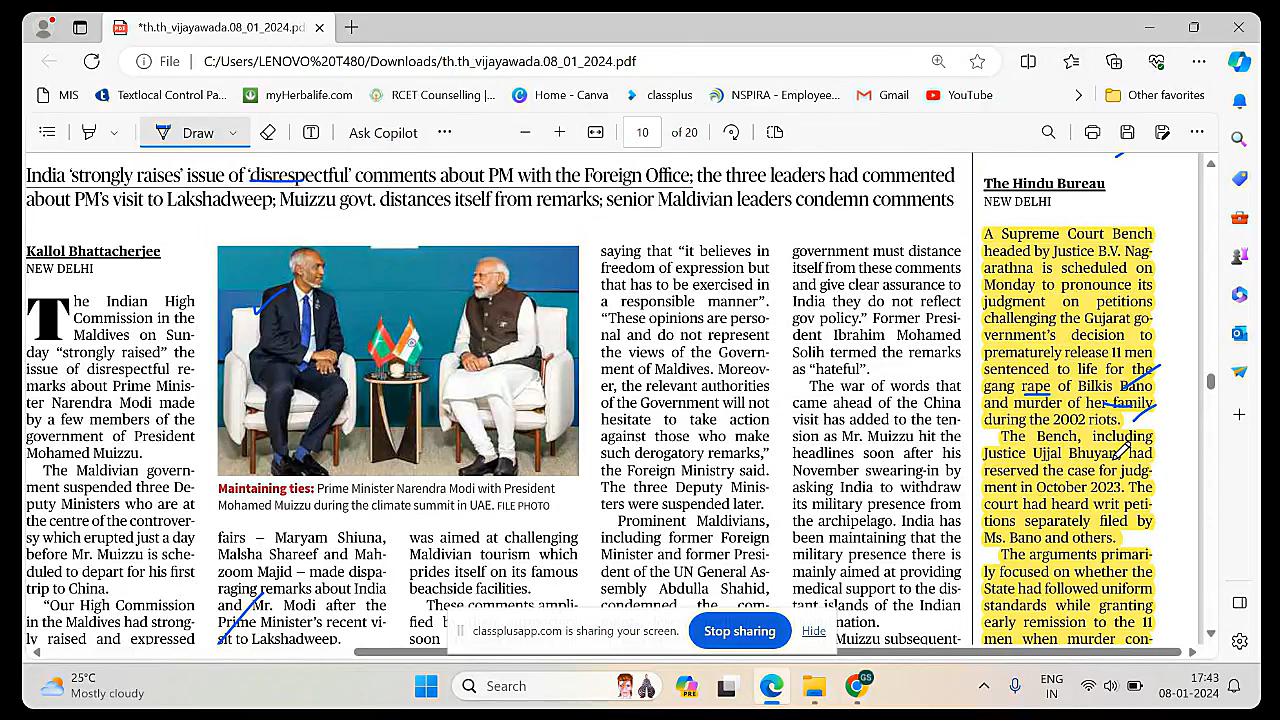 *th.th_vijayawada.08_01_2024.pd
File
C:/Users/LENOVO%20T480/Downloads/th.th_vijayawada.08_01_2024.pdf
MIS
Textlocal Control Pa...
myHerbalife.com
RCET Counselling |...
Home - Canva
classplus
NSPIRA - Employee...
Gmail
YouTube
Other favorites
Draw
Ask Copilot
10
of 20
India ‘strongly raises’ issue of ‘disrespectful’ comments about PM with the Foreign Office; the three leaders had commented
about PM’s visit to Lakshadweep; Muizzu govt. distances itself from remarks; senior Maldivian leaders condemn comments
Kallol Bhattacherjee
NEW DELHI
The Indian High
Commission in the
Maldives on Sun-
day “strongly raised” the
issue of disrespectful re-
marks about Prime Minis-
ter Narendra Modi made
by a few members of the
government of President
Mohamed Muizzu.
The Maldivian govern-
ment suspended three De-
puty Ministers who are at
the centre of the controver-
sy which erupted just a day
before Mr. Muizzu is sche-
duled to depart for his first
trip to China.
“Our High Commission
in the Maldives had strong-
ly raised and expressed
Maintaining ties: Prime Minister Narendra Modi with President
Mohamed Muizzu during the climate summit in UAE. FILE PHOTO
fairs – Maryam Shiuna,
Malsha Shareef and Mah-
zoom Majid – made dispa-
raging remarks about India
and Mr. Modi after the
Prime Minister’s recent vi-
sit to Lakshadweep.
was aimed at challenging
Maldivian tourism which
prides itself on its famous
beachside facilities.
These comments ampli-
fied b
soon
saying that “it believes in
freedom of expression but
that has to be exercised in
a responsible manner”.
“These opinions are perso-
nal and do not represent
the views of the Govern-
ment of Maldives. Moreov-
er, the relevant authorities
of the Government will not
hesitate to take action
against those who make
such derogatory remarks,”
the Foreign Ministry said.
The three Deputy Minis-
ters were suspended later.
Prominent Maldivians,
including former Foreign
Minister and former Presi-
dent of the UN General As-
sembly Abdulla Shahid,
condemned the com-
government must distance
itself from these comments
and give clear assurance to
India they do not reflect
gov policy.” Former Presi-
dent Ibrahim Mohamed
Solih termed the remarks
as “hateful”.
The war of words that
came ahead of the China
visit has added to the ten-
sion as Mr. Muizzu hit the
headlines soon after his
November swearing-in by
asking India to withdraw
its military presence from
the archipelago. India has
been maintaining that the
military presence there is
mainly aimed at providing
medical support to the dis-
tant islands of the Indian
nation.
Muizzu subsequent-
The Hindu Bureau
NEW DELHI
A Supreme Court Bench
headed by Justice B.V. Nag-
arathna is scheduled on
Monday to pronounce its
judgment on petitions
challenging the Gujarat go-
vernment’s decision to
prematurely release 11 men
sentenced to life for the
gang rape of Bilkis Bano
and murder of her family
during the 2002 riots.
The Bench, including
Justice Ujjal Bhuyan, had
reserved the case for judg-
ment in October 2023. The
court had heard writ peti-
tions separately filed by
Ms. Bano and others.
The arguments primari-
ly focused on whether the
State had followed uniform
standards while granting
early remission to the 11
men when murder con-
classplusapp.com is sharing your screen.
Stop sharing
Hide
25°C
Mostly cloudy
Search
PRE
GS
ENG
IN
17:43
08-01-2024